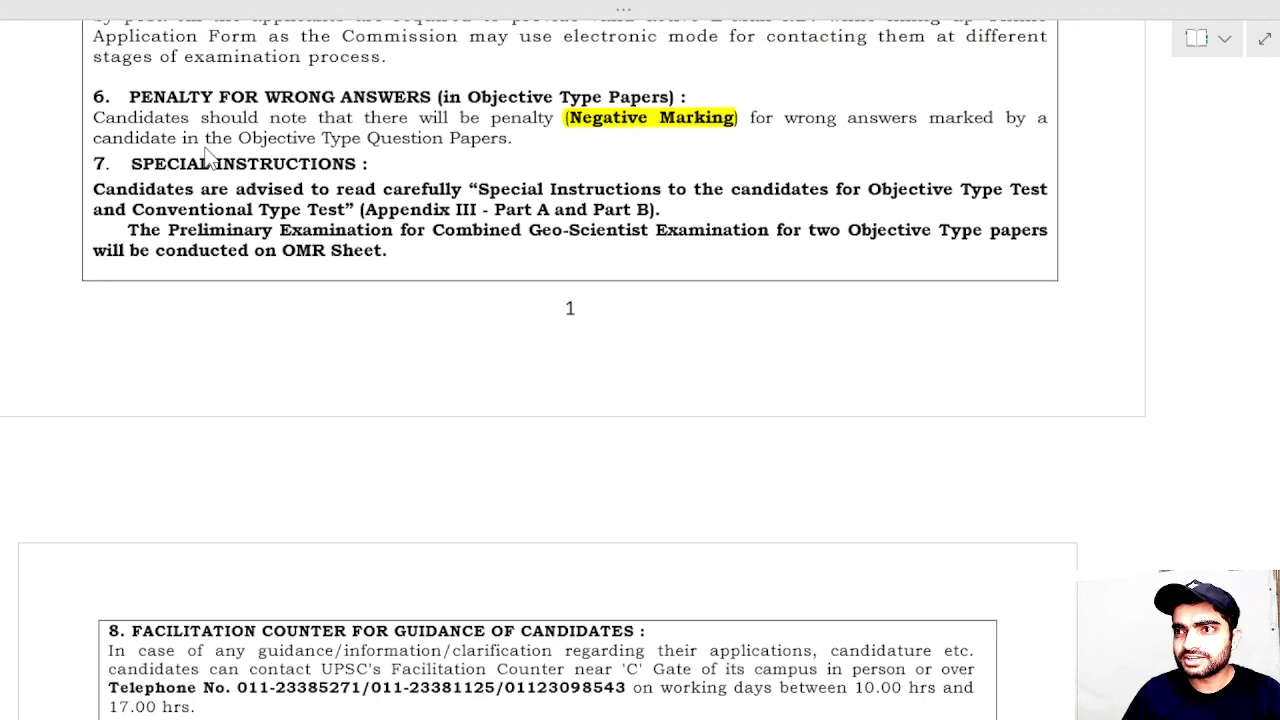 Application Form as the Commission may use electronic mode for contacting them at different
stages of examination process.
6. PENALTY FOR WRONG ANSWERS (in Objective Type Papers) :
Candidates should note that there will be penalty (Negative Marking) for wrong answers marked by a
candidate in the Objective Type Question Papers.
7. SPECIAL INSTRUCTIONS :
Candidates are advised to read carefully “Special Instructions to the candidates for Objective Type Test
and Conventional Type Test” (Appendix III - Part A and Part B).
The Preliminary Examination for Combined Geo-Scientist Examination for two Objective Type papers
will be conducted on OMR Sheet.
1
8. FACILITATION COUNTER FOR GUIDANCE OF CANDIDATES :
In case of any guidance/information/clarification regarding their applications, candidature etc.
candidates can contact UPSC's Facilitation Counter near 'C' Gate of its campus in person or over
Telephone No. 011-23385271/011-23381125/01123098543 on working days between 10.00 hrs and
17.00 hrs.